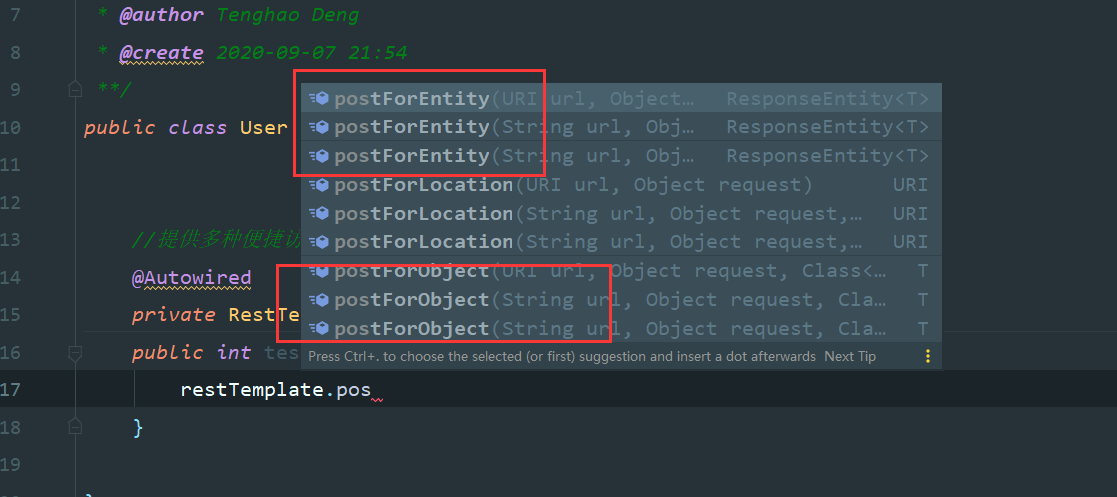 7 * @author Tenghao Deng
8 * @create 2020-09-07 21:54
9 **/
postForEntity(URI url, Object… ResponseEntity<T>
10 public class User postForEntity(String url, Obj… ResponseEntity<T>
11 postForEntity(String url, Obj… ResponseEntity<T>
postForLocation(URI url, Object request) URI
12 postForLocation(String url, Object request,… URI
13 //提供多种便捷访 postForLocation(String url, Object request,… URI
14 @Autowired postForObject(URI url, Object request, Class<… T
postForObject(String url, Object request, Cla… T
15 private RestTe postForObject(String url, Object request, Cla… T
16 public int tes Press Ctrl+. to choose the selected (or first) suggestion and insert a dot afterwards Next Tip
17 restTemplate.pos
18 }
19